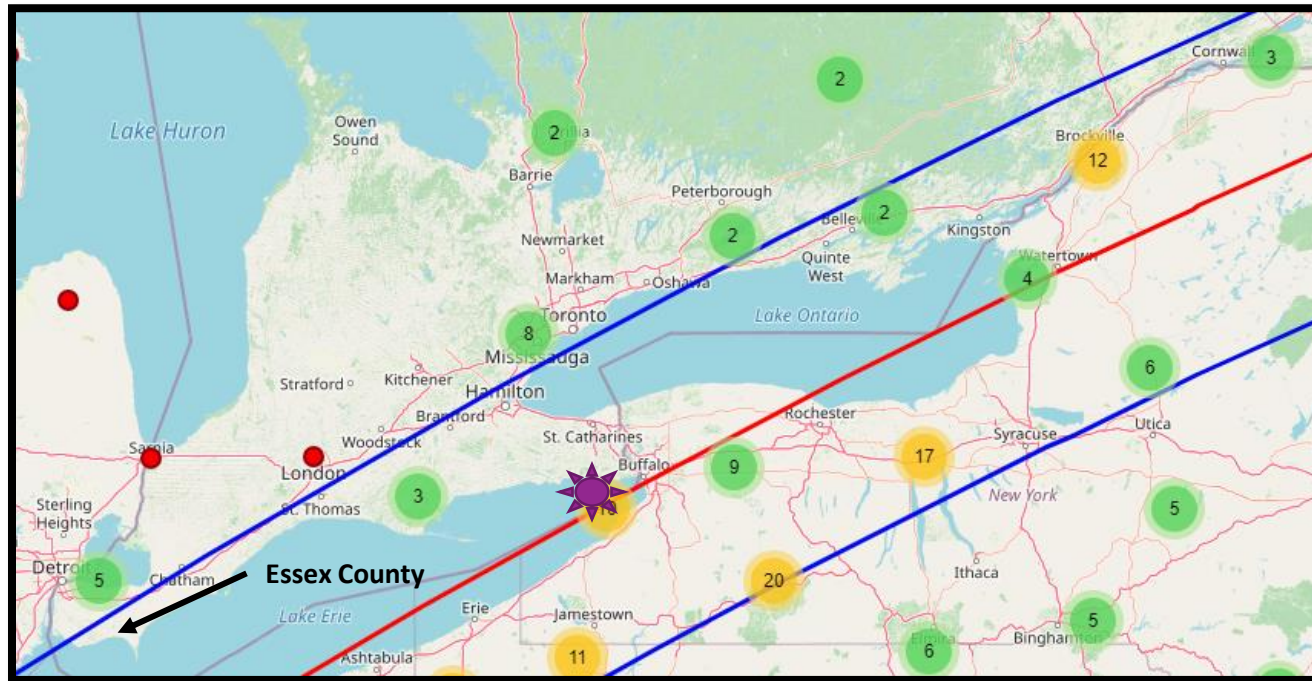 Cornwall
3
Lake Huron
Owen
Sound
2
2
Barrie
Brockville
12
Peterborough
Belleville
2
Newmarket
2
Kingston
Markham
Oshawa
Quinte
West
Watertown
4
Toronto
8
Lake Ontario
Mississauga
Stratford
Kitchener
Hamilton
6
Brantford
Rochester
Woodstock
St. Catharines
Syracuse
Utica
Sarnia
London
Buffalo
9
17
Sterling
Heights
3
New York
St. Thomas
5
Detroit
5
Chatham
Essex County
20
Ithaca
Lake Erie
Erie
Jamestown
5
Binghamton
Elmira
6
11
Ashtabula